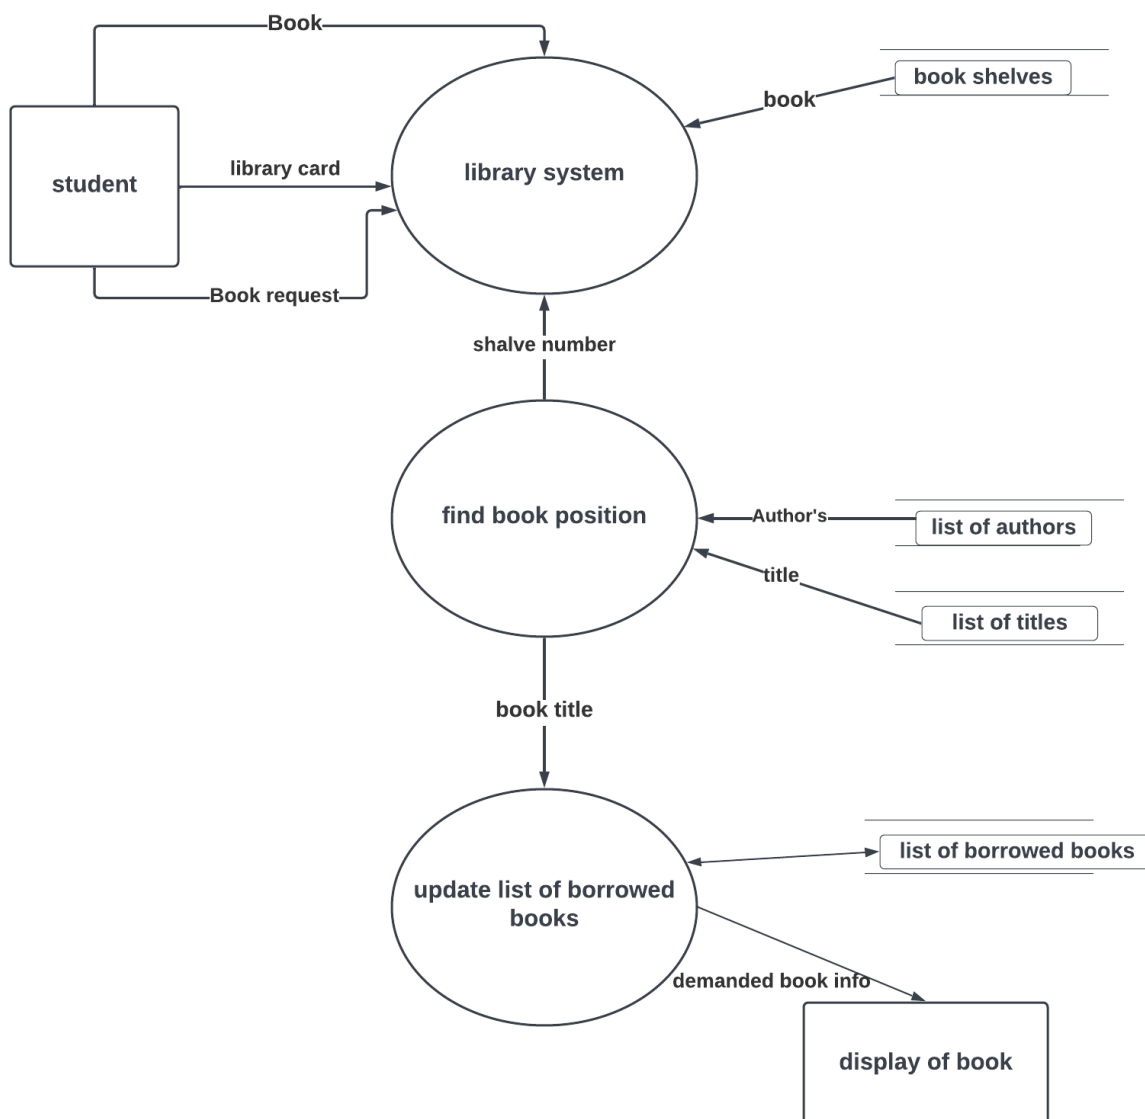 Book
book shelves
book
library card
student
library system
Book request
shalve number
find book position
Author's
list of authors
title
list of titles
book title
list of borrowed books
update list of borrowed
books
demanded book info
display of book